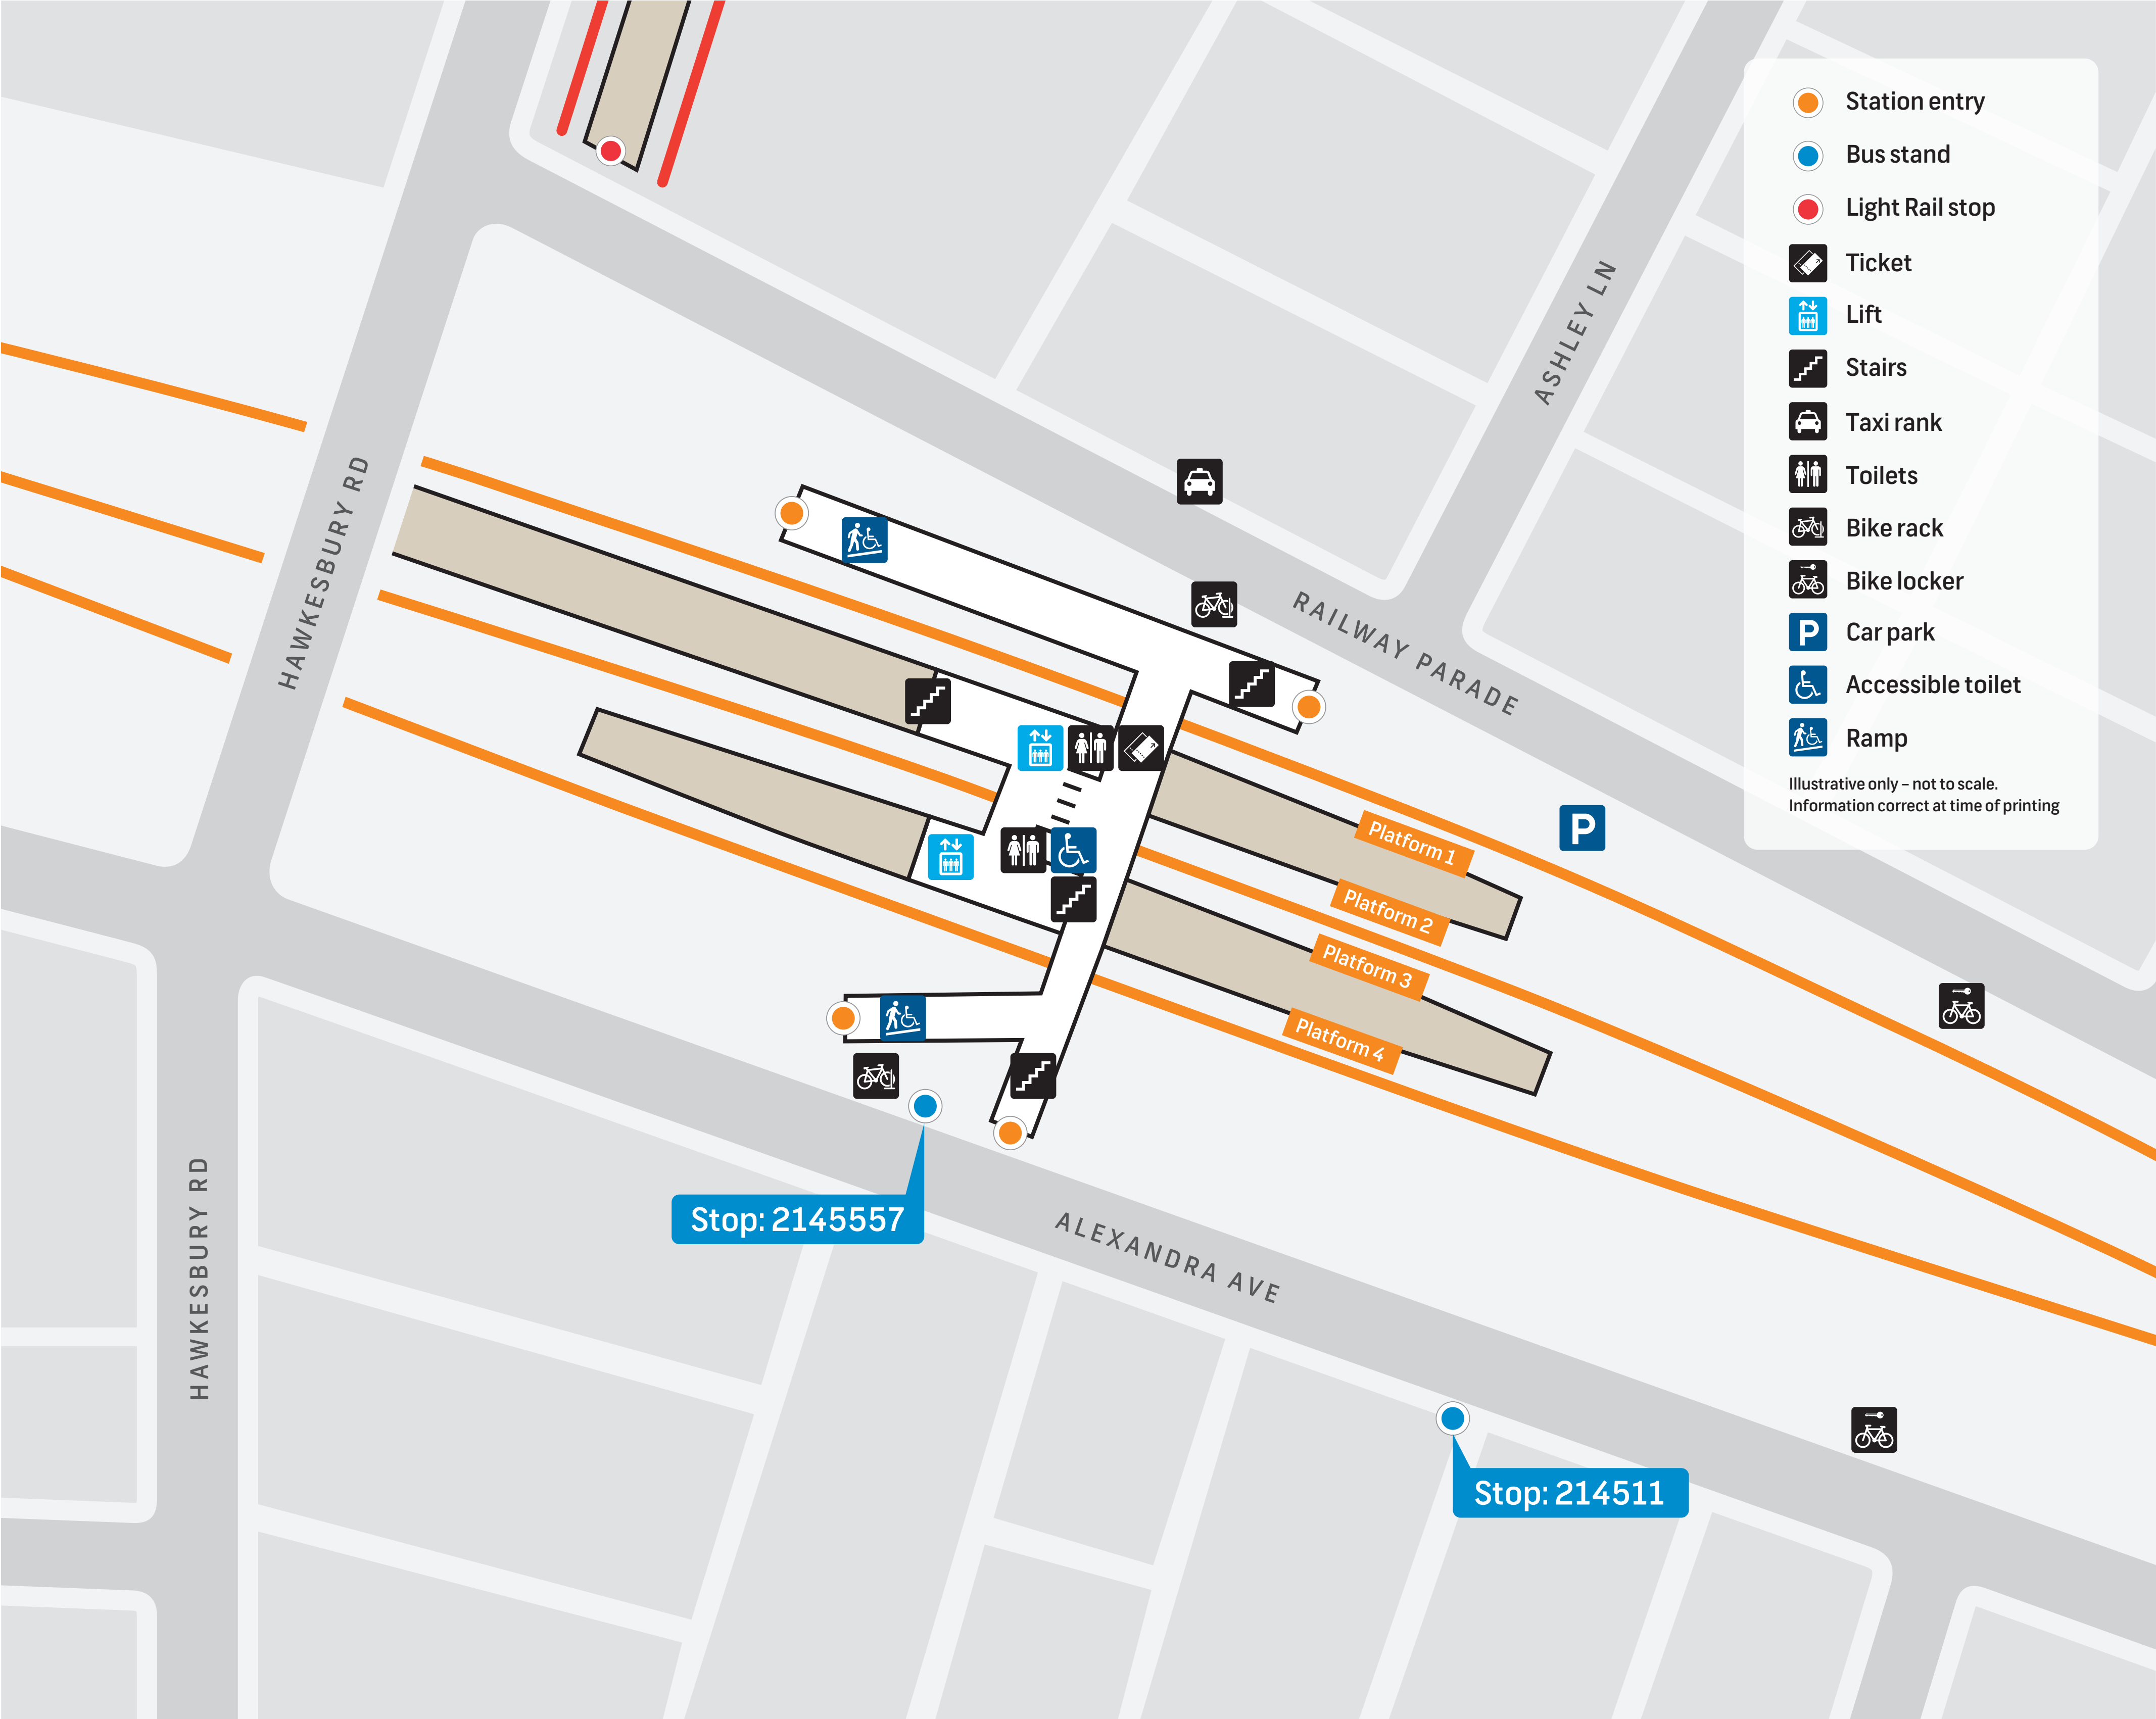 Station entry
Bus stand
Light Rail stop
Ticket
Lift
Stairs
Taxi rank
Toilets
Bike rack
Bike locker
P
Car park
Accessible toilet
Ramp
Illustrative only – not to scale.
Information correct at time of printing
ASHLEY LN
HAWKESBURY RD
RAILWAY PARADE
P
Platform 1
Platform 2
Platform 3
Platform 4
HAWKESBURY RD
Stop: 2145557
ALEXANDRA AVE
Stop: 214511